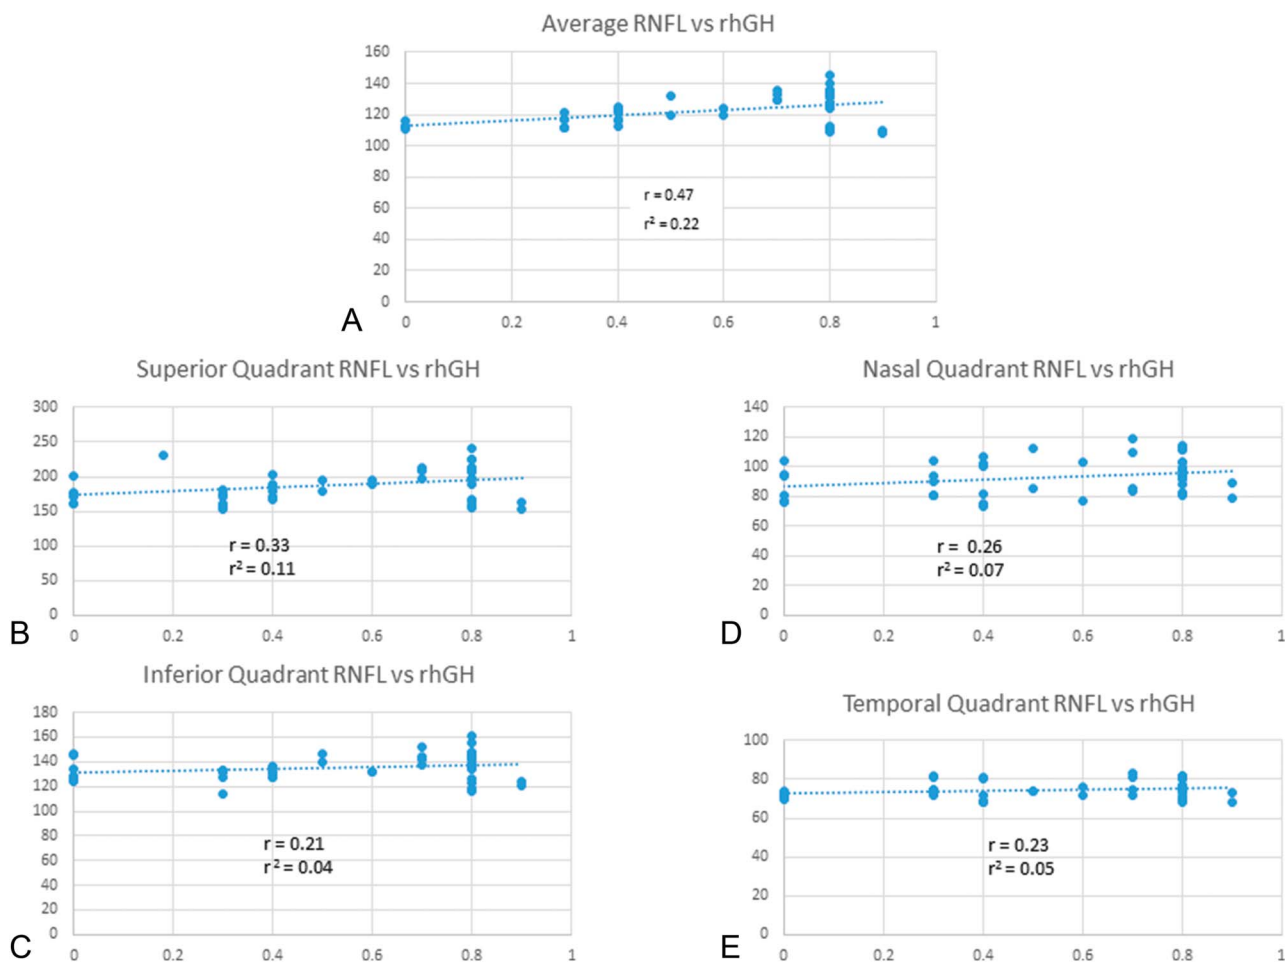 Average RNFL vs rhGH
160
140
120
100
80
60
40
20
0
r = 0.47
r² = 0.22
0 0.2 0.4 0.6 0.8 1
A
Superior Quadrant RNFL vs rhGH
300
250
200
150
100
50
0
r = 0.33
r² = 0.11
0 0.2 0.4 0.6 0.8 1
B
Nasal Quadrant RNFL vs rhGH
140
120
100
80
60
40
20
0
r = 0.26
r² = 0.07
0 0.2 0.4 0.6 0.8 1
D
Inferior Quadrant RNFL vs rhGH
180
160
140
120
100
80
60
40
20
0
r = 0.21
r² = 0.04
0 0.2 0.4 0.6 0.8 1
C
Temporal Quadrant RNFL vs rhGH
100
80
60
40
20
0
r = 0.23
r² = 0.05
0 0.2 0.4 0.6 0.8 1
E